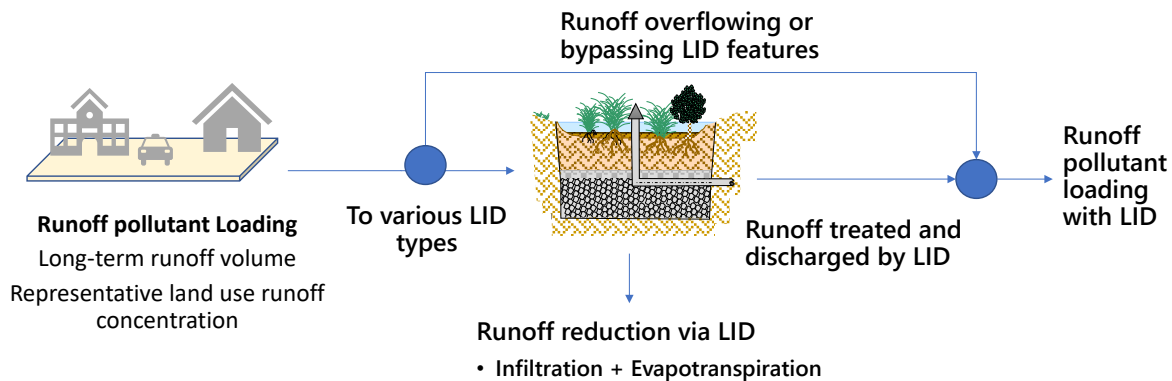 Runoff overflowing or
bypassing LID features
Runoff pollutant Loading
Long-term runoff volume
Representative land use runoff
concentration
To various LID
types
Runoff treated and
discharged by LID
Runoff
pollutant
loading
with LID
Runoff reduction via LID
• Infiltration + Evapotranspiration